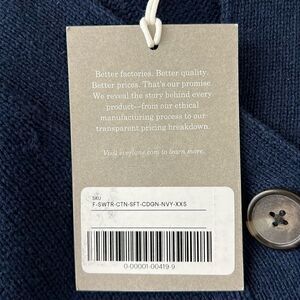 Better factories. Better quality.
Better prices. That's our promise.
We reveal the story behind every
product—from our ethical
manufacturing process to our
transparent pricing breakdown.
Visit everlane.com to learn more.
SKU
F-SWTR-CTN-SFT-CDGN-NVY-XXS
0-00001-00419-9